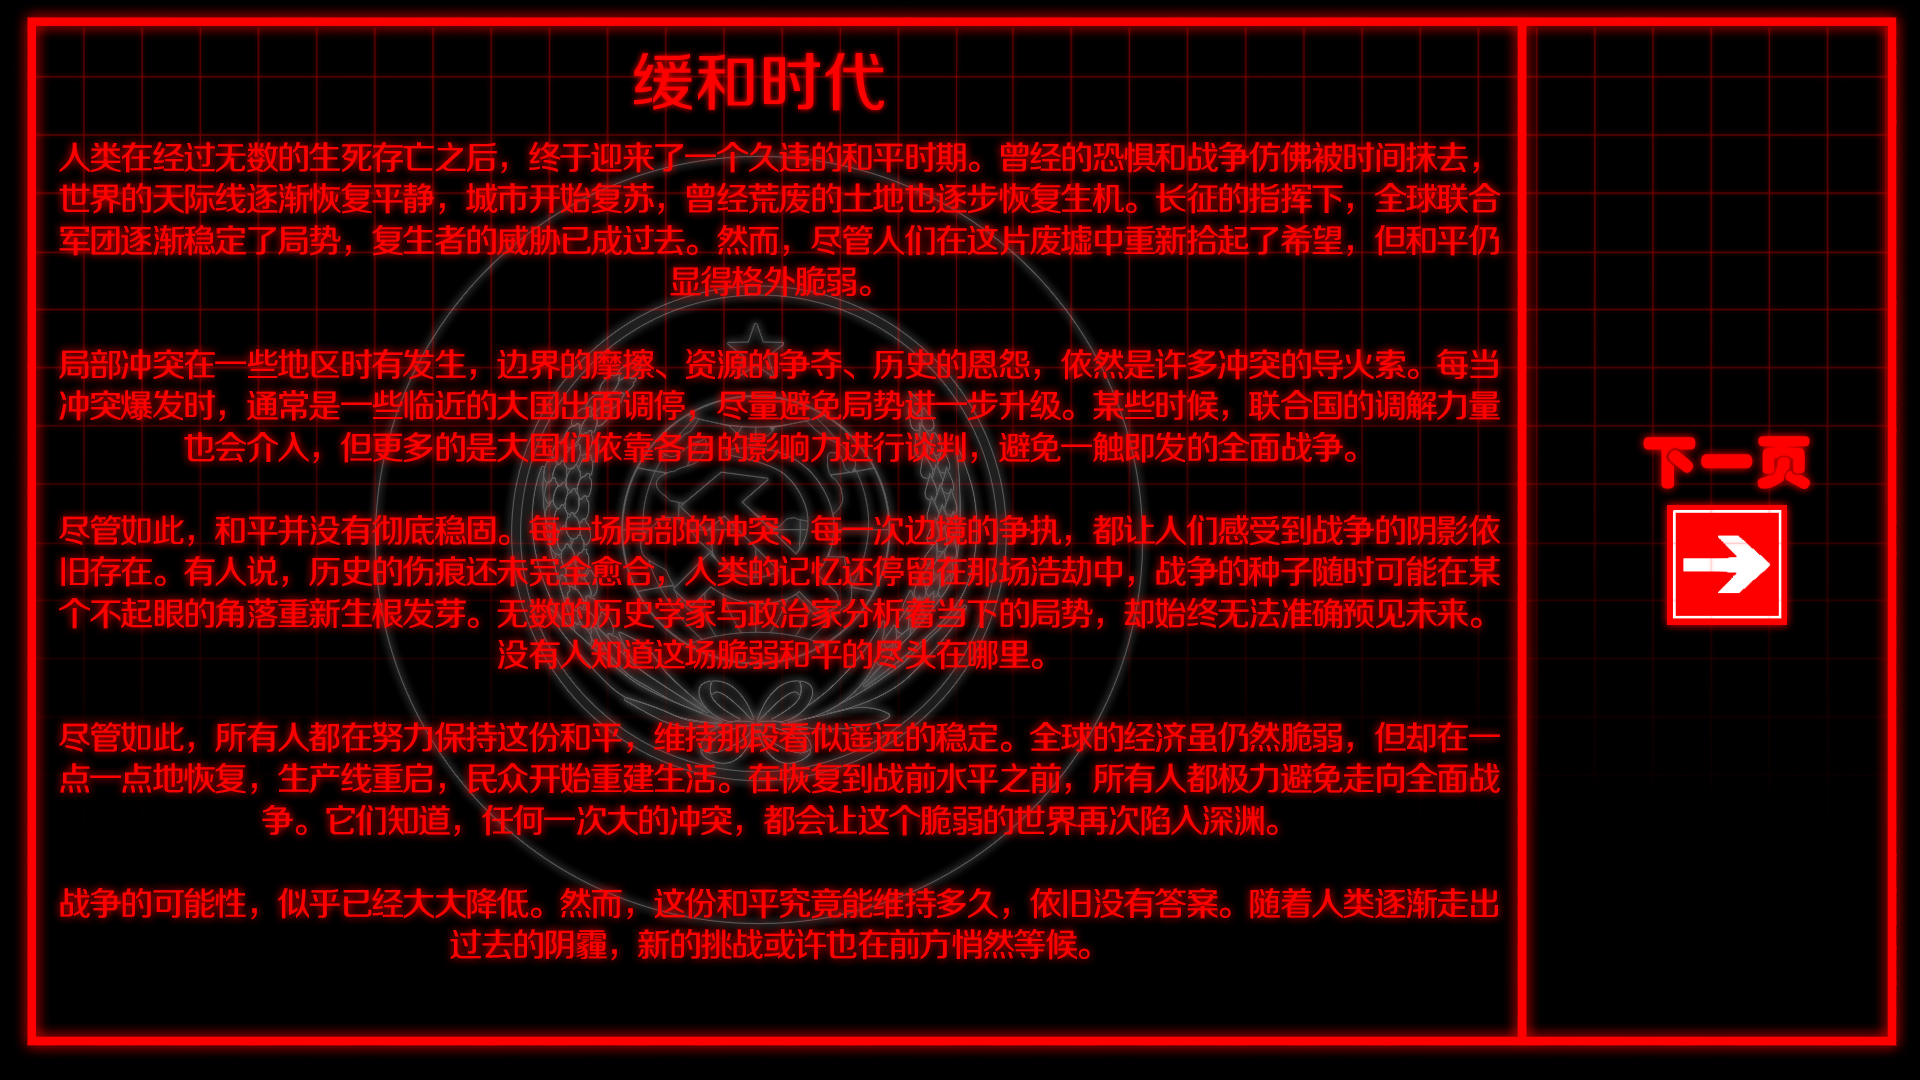 缓和时代
人类在经过无数的生死存亡之后，终于迎来了一个久违的和平时期。曾经的恐惧和战争仿佛被时间抹去，
世界的天际线逐渐恢复平静，城市开始复苏，曾经荒废的土地也逐步恢复生机。长征的指挥下，全球联合
军团逐渐稳定了局势，复生者的威胁已成过去。然而，尽管人们在这片废墟中重新拾起了希望，但和平仍
显得格外脆弱。
局部冲突在一些地区时有发生，边界的摩擦、资源的争夺、历史的恩怨，依然是许多冲突的导火索。每当
冲突爆发时，通常是一些临近的大国出面调停，尽量避免局势进一步升级。某些时候，联合国的调解力量
也会介入，但更多的是大国们依靠各自的影响力进行谈判，避免一触即发的全面战争。
下一页
尽管如此，和平并没有彻底稳固。每一场局部的冲突、每一次边境的争执，都让人们感受到战争的阴影依
旧存在。有人说，历史的伤痕还未完全愈合，人类的记忆还停留在那场浩劫中，战争的种子随时可能在某
个不起眼的角落重新生根发芽。无数的历史学家与政治家分析着当下的局势，却始终无法准确预见未来。
没有人知道这场脆弱和平的尽头在哪里。
尽管如此，所有人都在努力保持这份和平，维持那段看似遥远的稳定。全球的经济虽仍然脆弱，但却在一
点一点地恢复，生产线重启，民众开始重建生活。在恢复到战前水平之前，所有人都极力避免走向全面战
争。它们知道，任何一次大的冲突，都会让这个脆弱的世界再次陷入深渊。
战争的可能性，似乎已经大大降低。然而，这份和平究竟能维持多久，依旧没有答案。随着人类逐渐走出
过去的阴霾，新的挑战或许也在前方悄然等候。